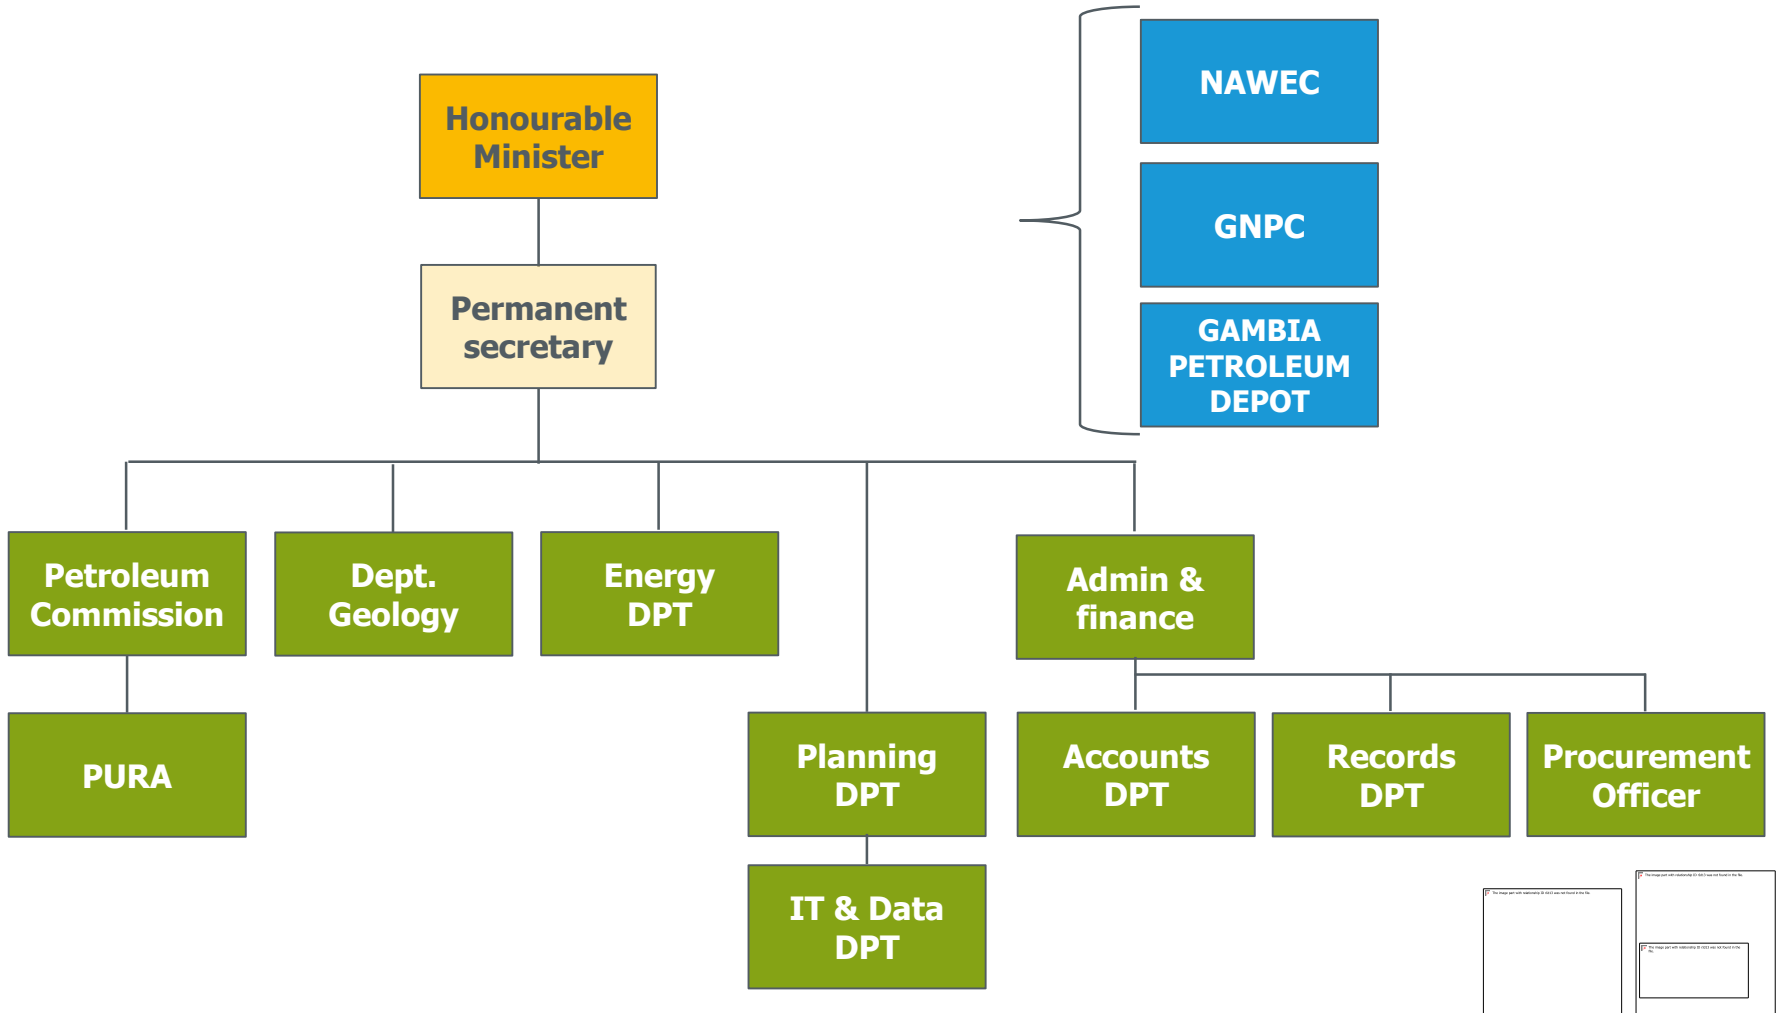 Honourable
Minister
Permanent
secretary
NAWEC
GNPC
GAMBIA
PETROLEUM
DEPOT
Petroleum
Commission
Dept.
Geology
Energy
DPT
Admin &
finance
PURA
Planning
DPT
Accounts
DPT
Records
DPT
Procurement
Officer
IT & Data
DPT